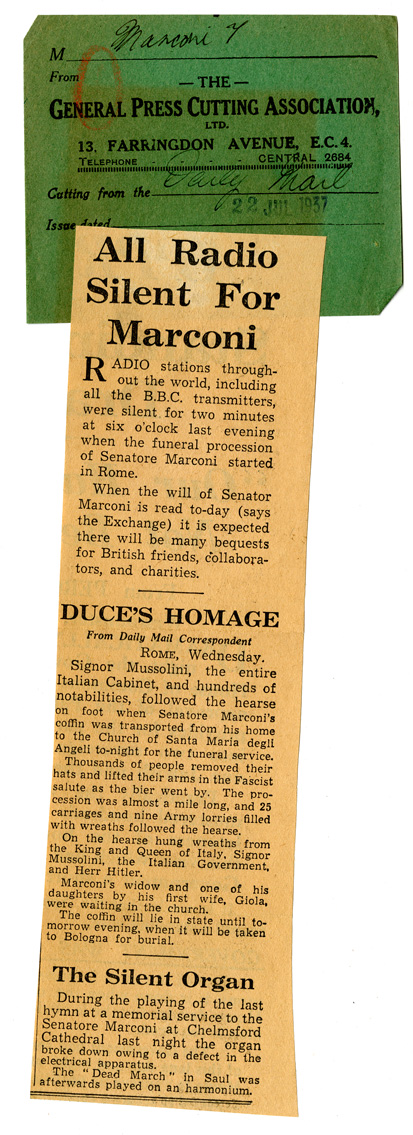 M Marconi
From
— THE —
GENERAL PRESS CUTTING ASSOCIATION,
LTD.
13, FARRINGDON AVENUE, E.C.4.
TELEPHONE - - - CENTRAL 2684
Cutting from the Daily Mail
22 JUL 1937
Issue dated
All Radio
Silent For
Marconi
RADIO stations through-
out the world, including
all the B.B.C. transmitters,
were silent for two minutes
at six o'clock last evening
when the funeral procession
of Senatore Marconi started
in Rome.
When the will of Senator
Marconi is read to-day (says
the Exchange) it is expected
there will be many bequests
for British friends, collabora-
tors, and charities.
DUCE'S HOMAGE
From Daily Mail Correspondent
ROME, Wednesday.
Signor Mussolini, the entire
Italian Cabinet, and hundreds of
notabilities, followed the hearse
on foot when Senatore Marconi's
coffin was transported from his home
to the Church of Santa Maria degli
Angeli to-night for the funeral service.
Thousands of people removed their
hats and lifted their arms in the Fascist
salute as the bier went by. The pro-
cession was almost a mile long, and 25
carriages and nine Army lorries filled
with wreaths followed the hearse.
On the hearse hung wreaths from
the King and Queen of Italy, Signor
Mussolini, the Italian Government,
and Herr Hitler.
Marconi's widow and one of his
daughters by his first wife, Giola,
were waiting in the church.
The coffin will lie in state until to-
morrow evening, when it will be taken
to Bologna for burial.
The Silent Organ
During the playing of the last
hymn at a memorial service to the
Senatore Marconi at Chelmsford
Cathedral last night the organ
broke down owing to a defect in the
electrical apparatus.
The "Dead March" in Saul was
afterwards played on an harmonium.